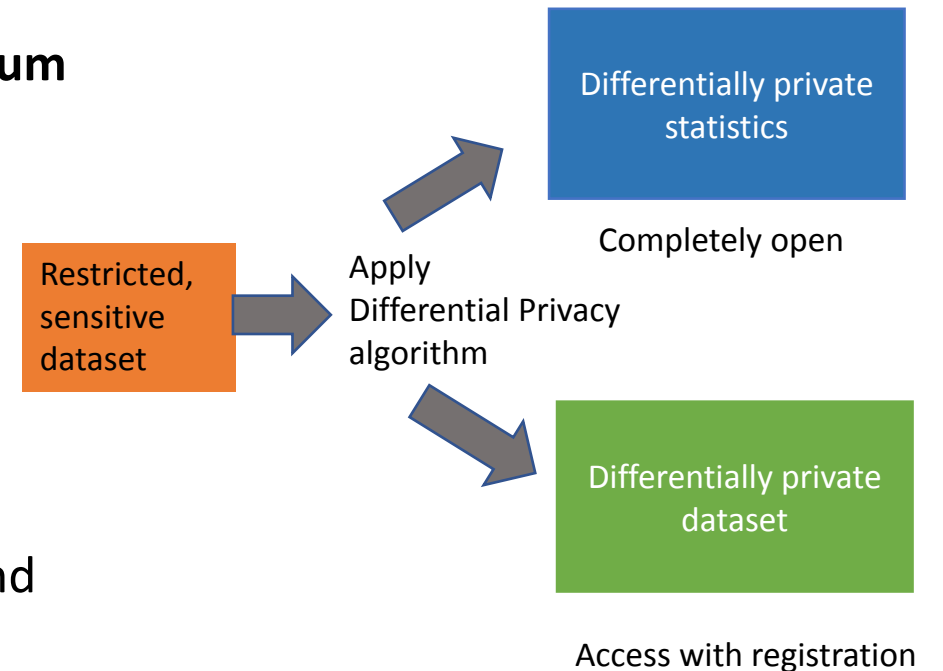 um
Differentially private
statistics
Completely open
Restricted,
sensitive
dataset
Apply
Differential Privacy
algorithm
Differentially private
dataset
nd
Access with registration